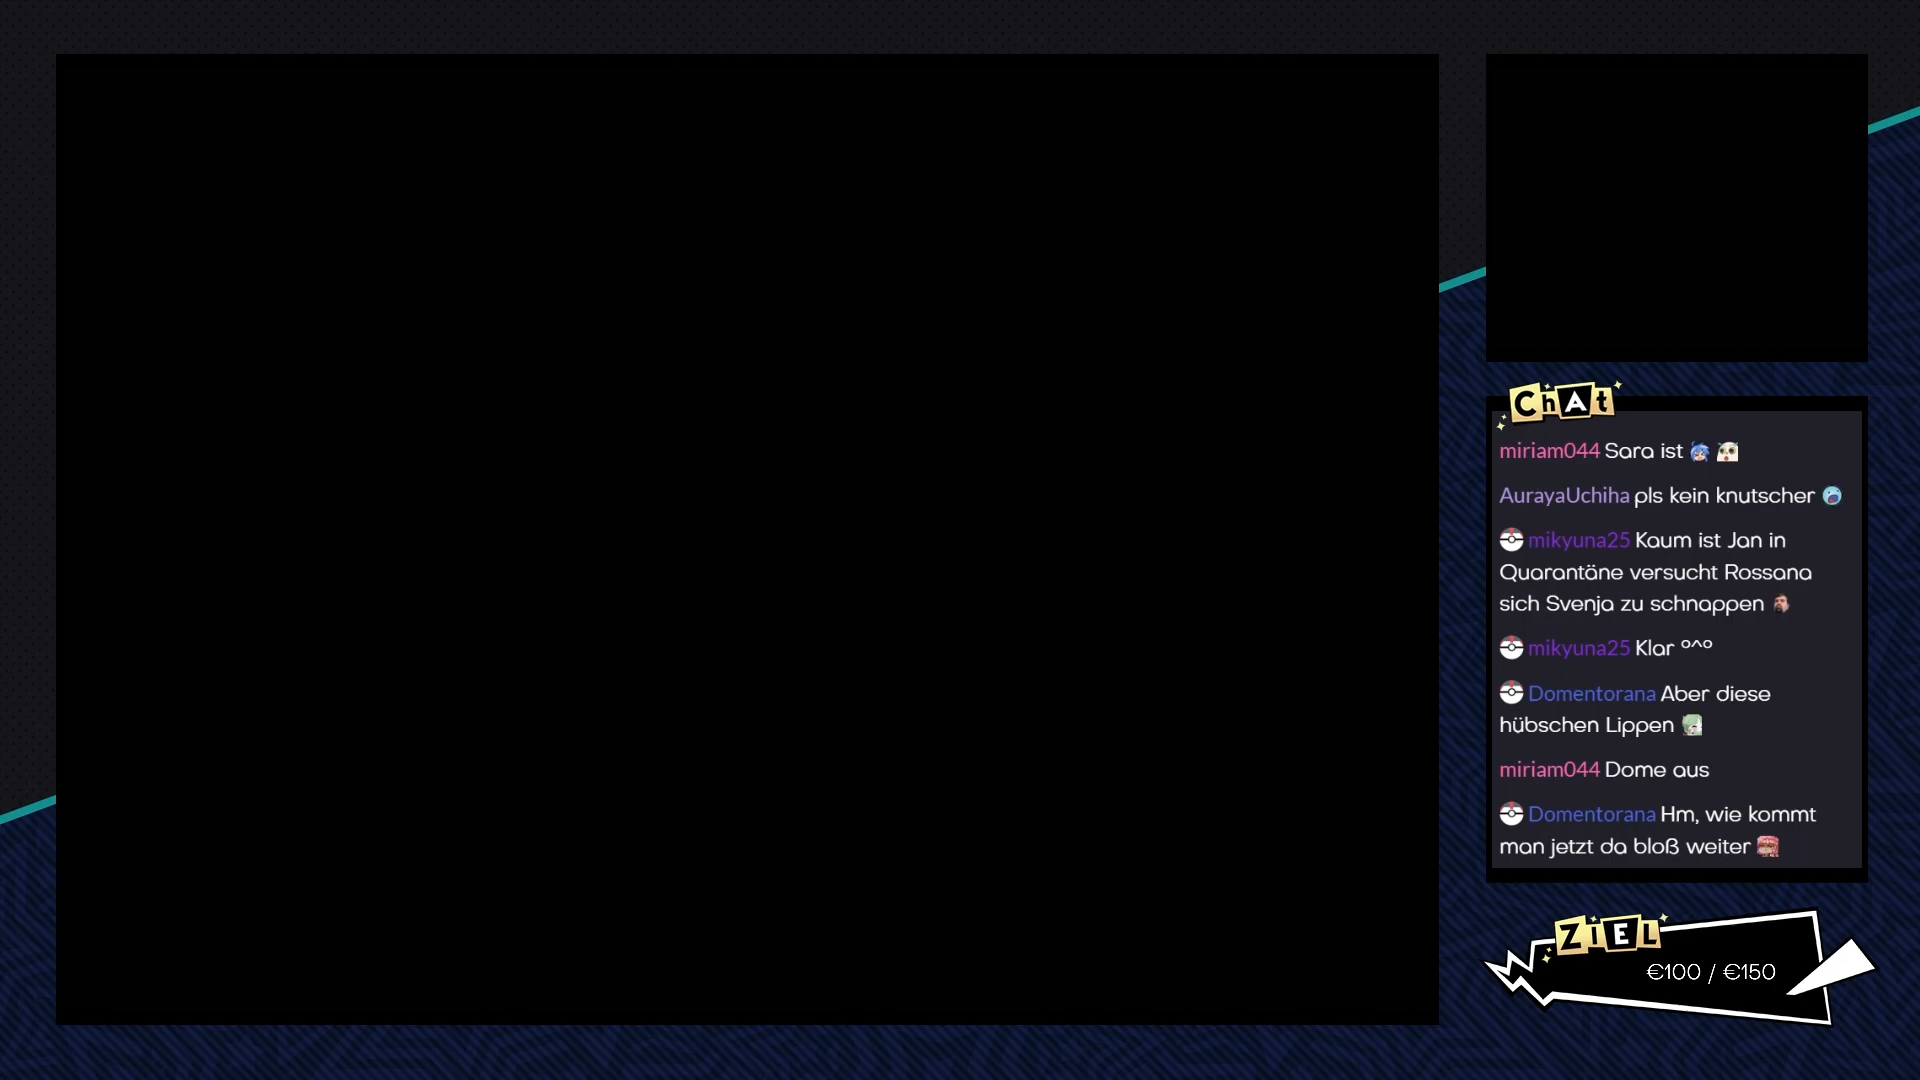 ChAt
miriam044 Sara ist
AurayaUchiha pls kein knutscher
mikyuna25 Kaum ist Jan in
Quarantäne versucht Rossana
sich Svenja zu schnappen
mikyuna25 Klar º^º
Domentorana Aber diese
hübschen Lippen
miriam044 Dome aus
Domentorana Hm, wie kommt
man jetzt da bloß weiter
ZiEL
€100 / €150